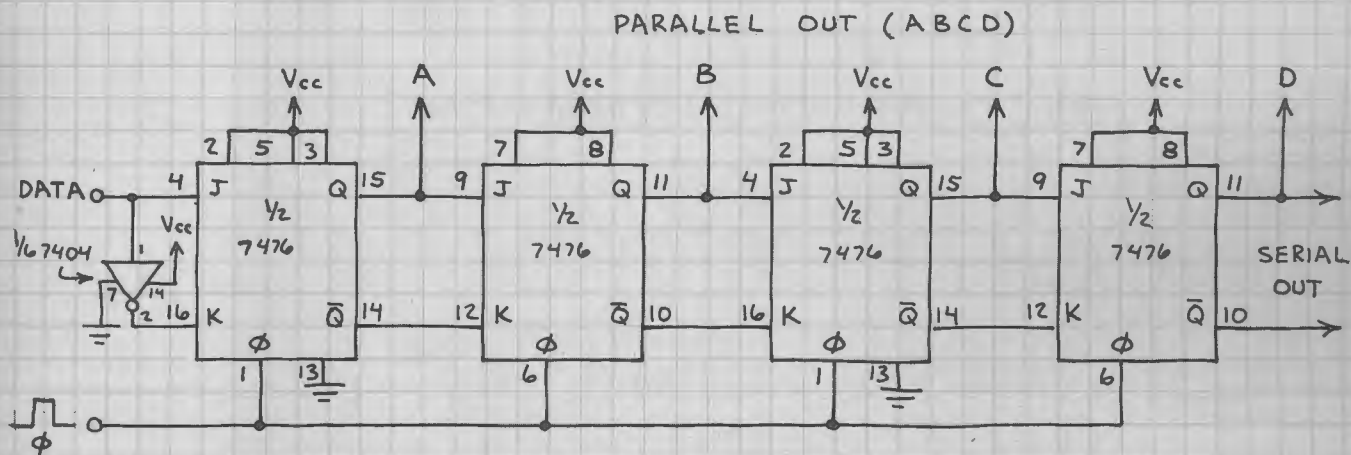 PARALLEL OUT (ABCD)
Vcc A Vcc B Vcc C Vcc D
2 5 3 7 8 2 5 3 7 8
DATA 4 J Q 15 9 J Q 11 4 J Q 15 9 J Q 11
1/2 1/2 1/2 1/2
1/6 7404 1 Vcc 7476 7476 7476 7476 SERIAL OUT
7 14
2 16 K Q̅ 14 12 K Q̅ 10 16 K Q̅ 14 12 K Q̅ 10
Φ Φ Φ Φ
1 13 6 1 13 6
Φ